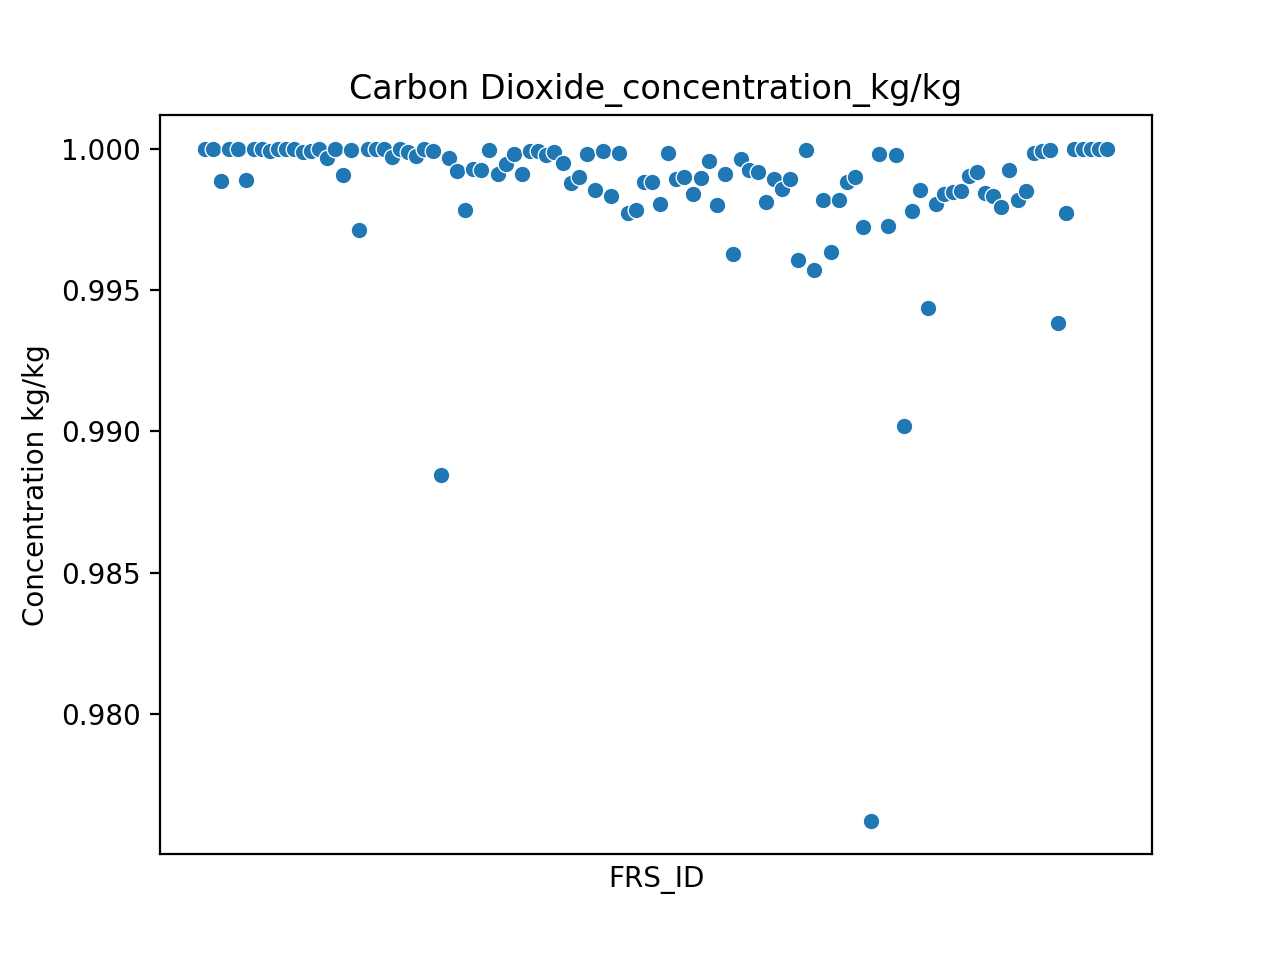 Carbon Dioxide_concentration_kg/kg
1.000
0.995
0.990
0.985
0.980
Concentration kg/kg
FRS_ID